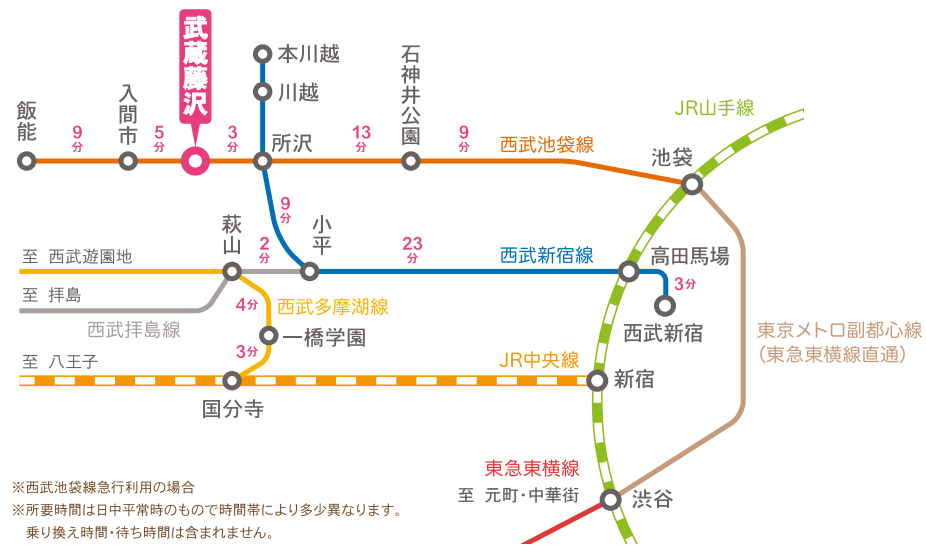 武蔵藤沢
本川越
川越
石神井公園
JR山手線
飯能
9分
入間市
5分
3分
所沢
13分
9分
西武池袋線
池袋
9分
萩山
2分
小平
23分
西武新宿線
高田馬場
3分
西武新宿
至 西武遊園地
至 拝島
西武拝島線
4分
西武多摩湖線
一橋学園
3分
至 八王子
JR中央線
国分寺
新宿
東京メトロ副都心線
（東急東横線直通）
東急東横線
至 元町・中華街
渋谷
※西武池袋線急行利用の場合
※所要時間は日中平常時のもので時間帯により多少異なります。
乗り換え時間・待ち時間は含まれません。